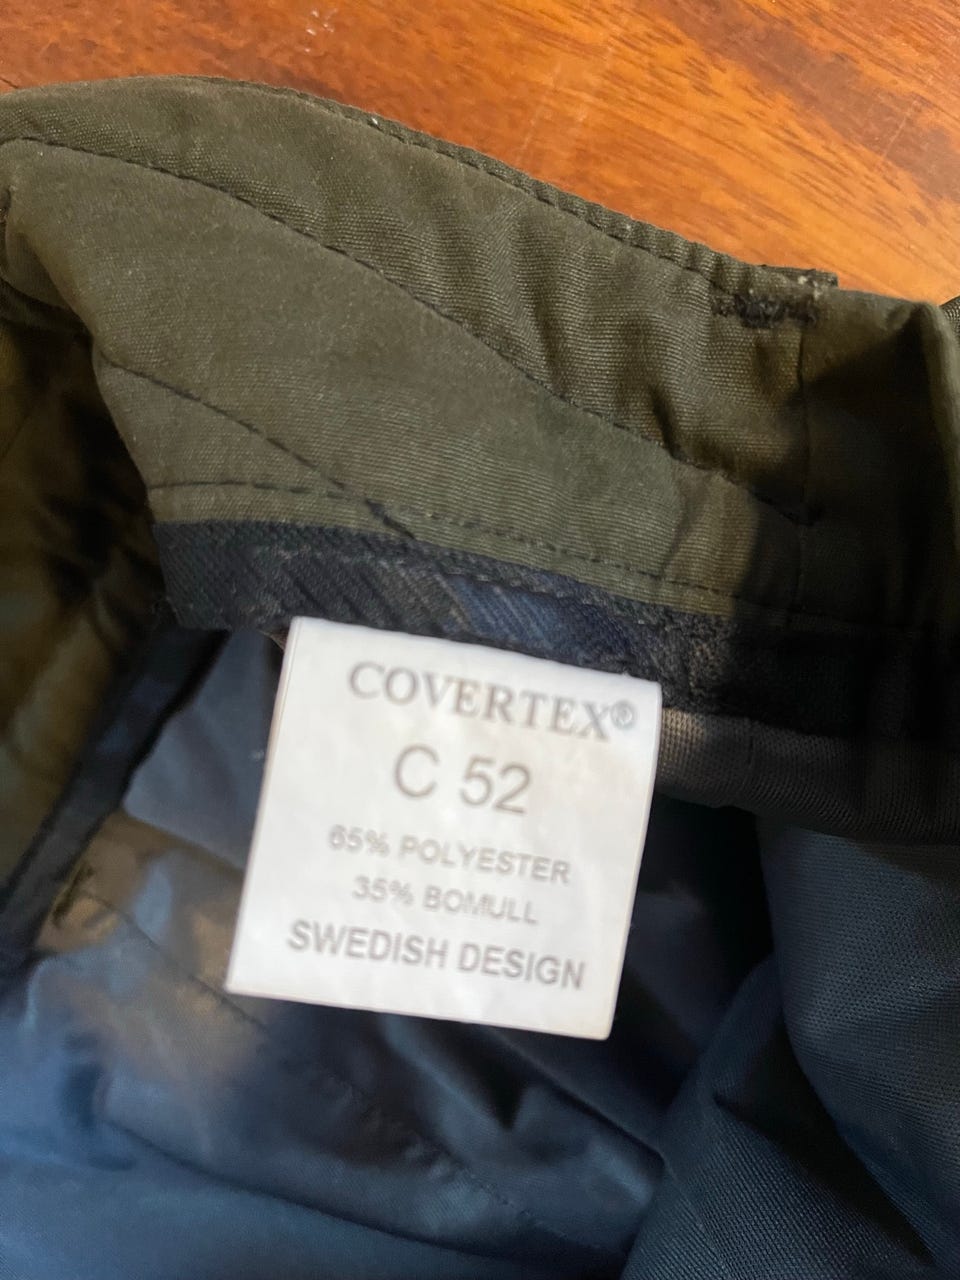 COVERTEX®
C 52
65% POLYESTER
35% BOMULL
SWEDISH DESIGN